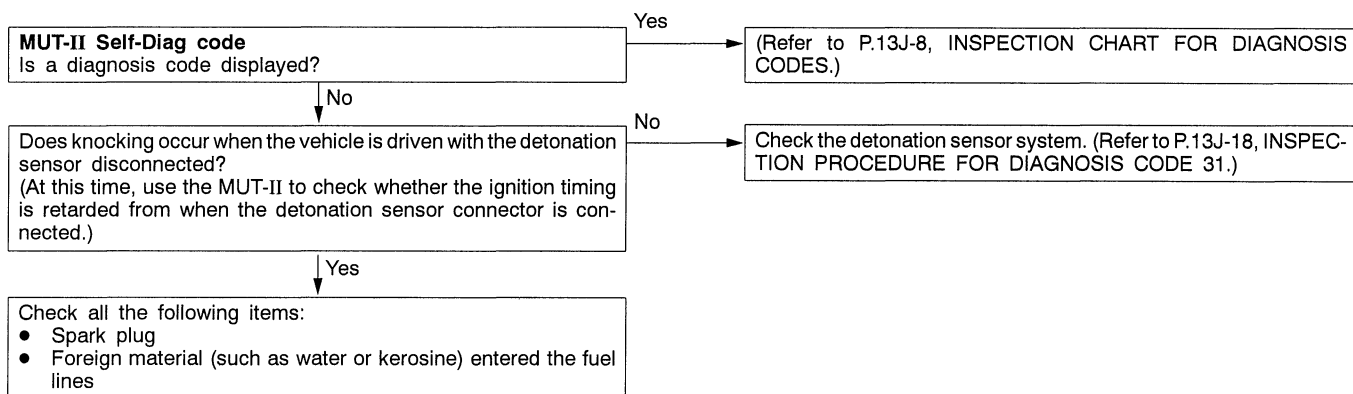 MUT-II Self-Diag code
Is a diagnosis code displayed?
Yes
(Refer to P.13J-8, INSPECTION CHART FOR DIAGNOSIS
CODES.)
No
Does knocking occur when the vehicle is driven with the detonation
sensor disconnected?
(At this time, use the MUT-II to check whether the ignition timing
is retarded from when the detonation sensor connector is con-
nected.)
No
Check the detonation sensor system. (Refer to P.13J-18, INSPEC-
TION PROCEDURE FOR DIAGNOSIS CODE 31.)
Yes
Check all the following items:
● Spark plug
● Foreign material (such as water or kerosine) entered the fuel
lines